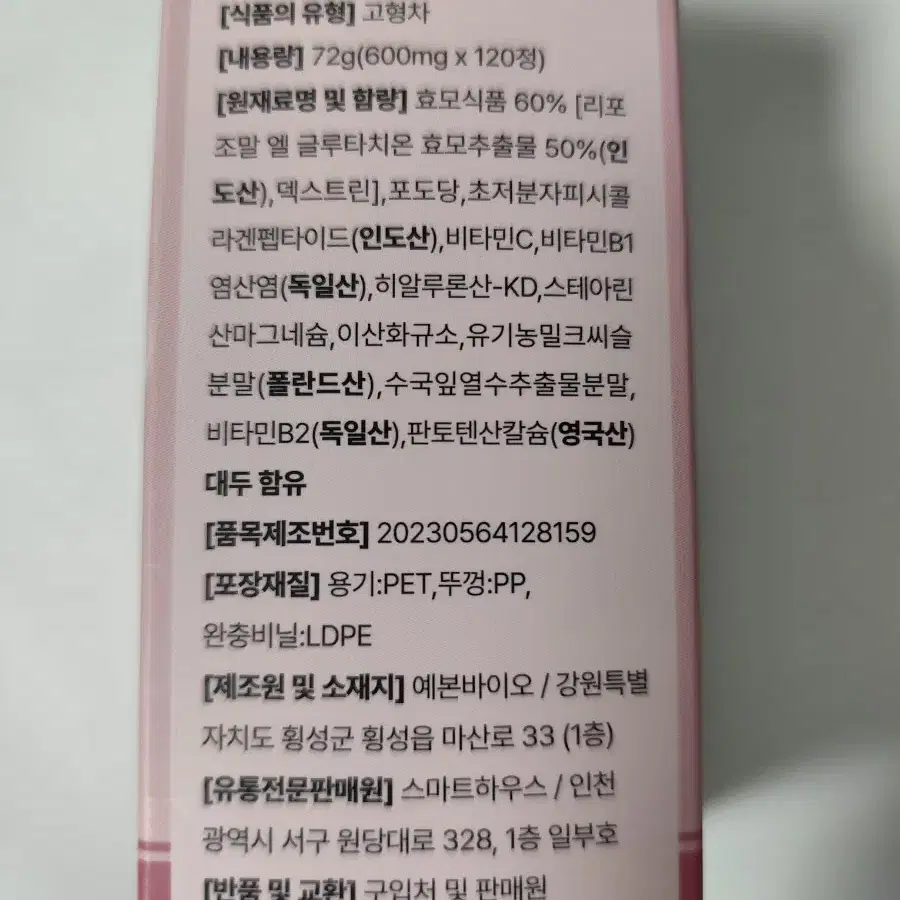 [식품의 유형] 고형차
[내용량] 72g(600mg x 120정)
[원재료명 및 함량] 효모식품 60% [리포
조말 엘 글루타치온 효모추출물 50%(인
도산),덱스트린],포도당,초저분자피시콜
라겐펩타이드(인도산),비타민C,비타민B1
염산염(독일산),히알루론산-KD,스테아린
산마그네슘,이산화규소,유기농밀크씨슬
분말(폴란드산),수국잎열수추출물분말,
비타민B2(독일산),판토텐산칼슘(영국산)
대두 함유
[품목제조번호] 20230564128159
[포장재질] 용기:PET,뚜껑:PP,
완충비닐:LDPE
[제조원 및 소재지] 예본바이오 / 강원특별
자치도 횡성군 횡성읍 마산로 33 (1층)
[유통전문판매원] 스마트하우스 / 인천
광역시 서구 원당대로 328, 1층 일부호
[반품 및 교환] 구입처 및 판매원